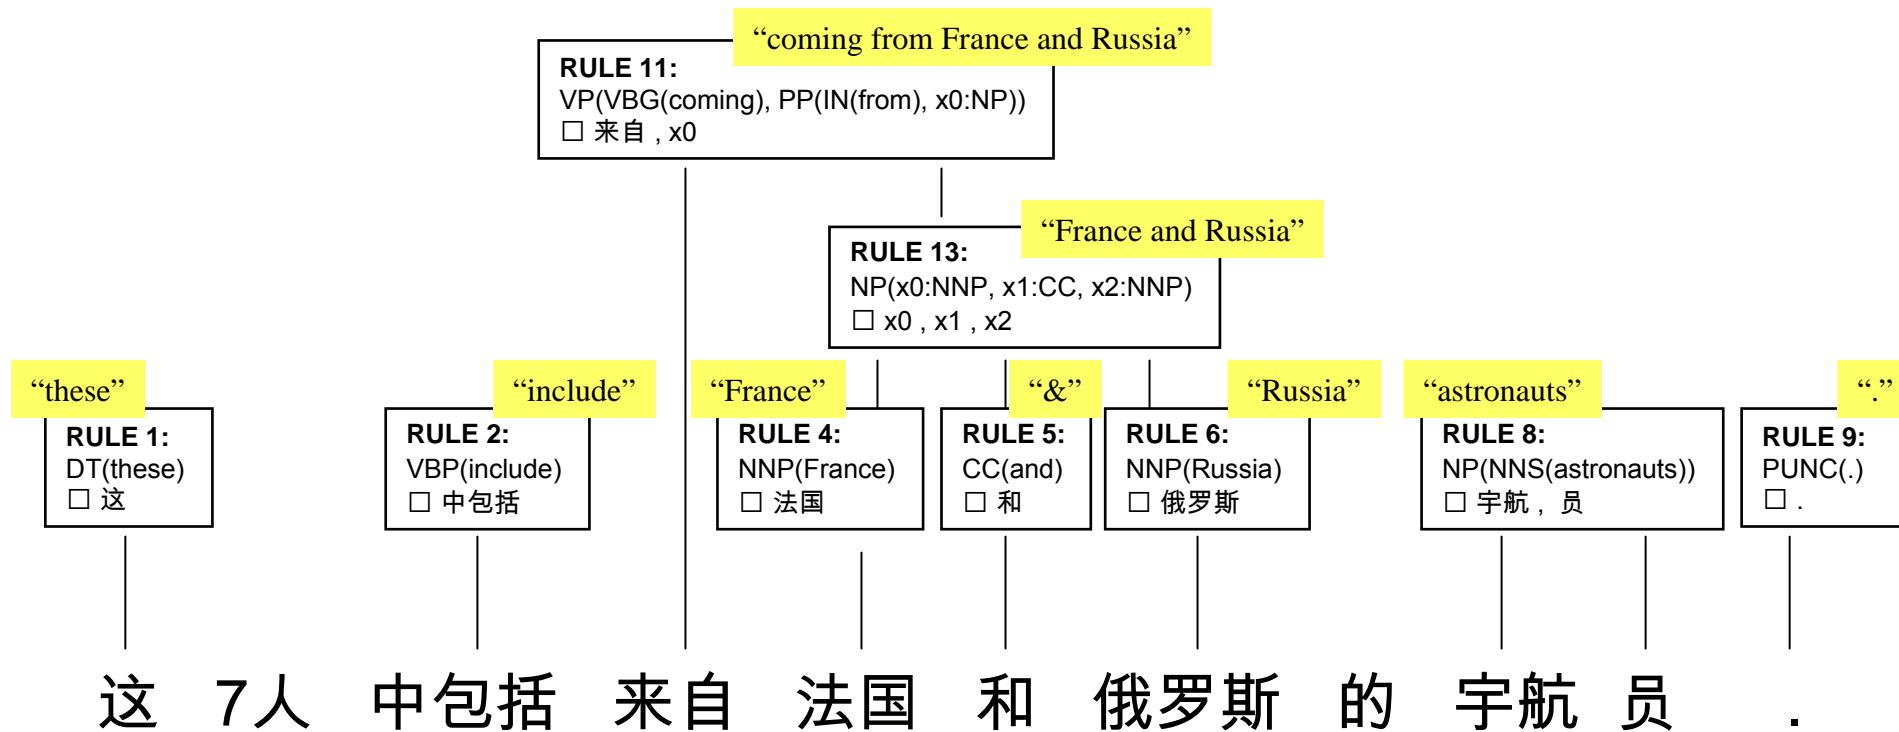 “coming from France and Russia”
RULE 11:
VP(VBG(coming), PP(IN(from), x0:NP))
□ 来自 , x0
“France and Russia”
RULE 13:
NP(x0:NNP, x1:CC, x2:NNP)
□ x0 , x1 , x2
“these”
RULE 1:
DT(these)
□ 这
“include”
RULE 2:
VBP(include)
□ 中包括
“France”
RULE 4:
NNP(France)
□ 法国
“&”
RULE 5:
CC(and)
□ 和
“Russia”
RULE 6:
NNP(Russia)
□ 俄罗斯
“astronauts”
RULE 8:
NP(NNS(astronauts))
□ 宇航 , 员
“.”
RULE 9:
PUNC(.)
□ .
这 7人 中包括 来自 法国 和 俄罗斯 的 宇航 员 .